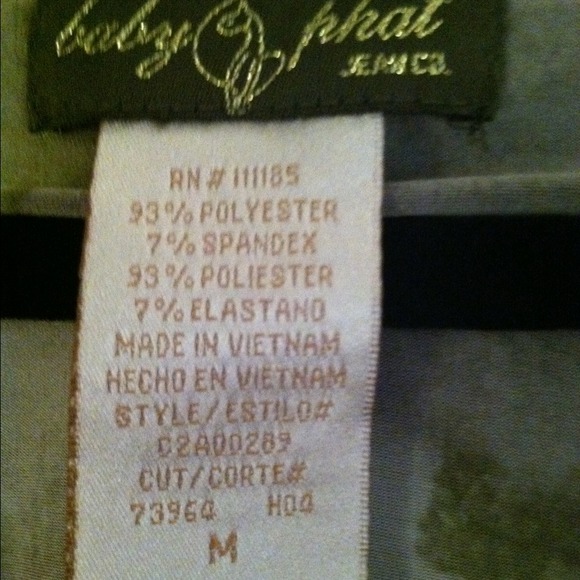 baby phat
JEAN CO.
RN # 111185
93% POLYESTER
7% SPANDEX
93% POLIESTER
7% ELASTANO
MADE IN VIETNAM
HECHO EN VIETNAM
STYLE/ESTILO#
C2A00289
CUT/CORTE#
73964 H04
M